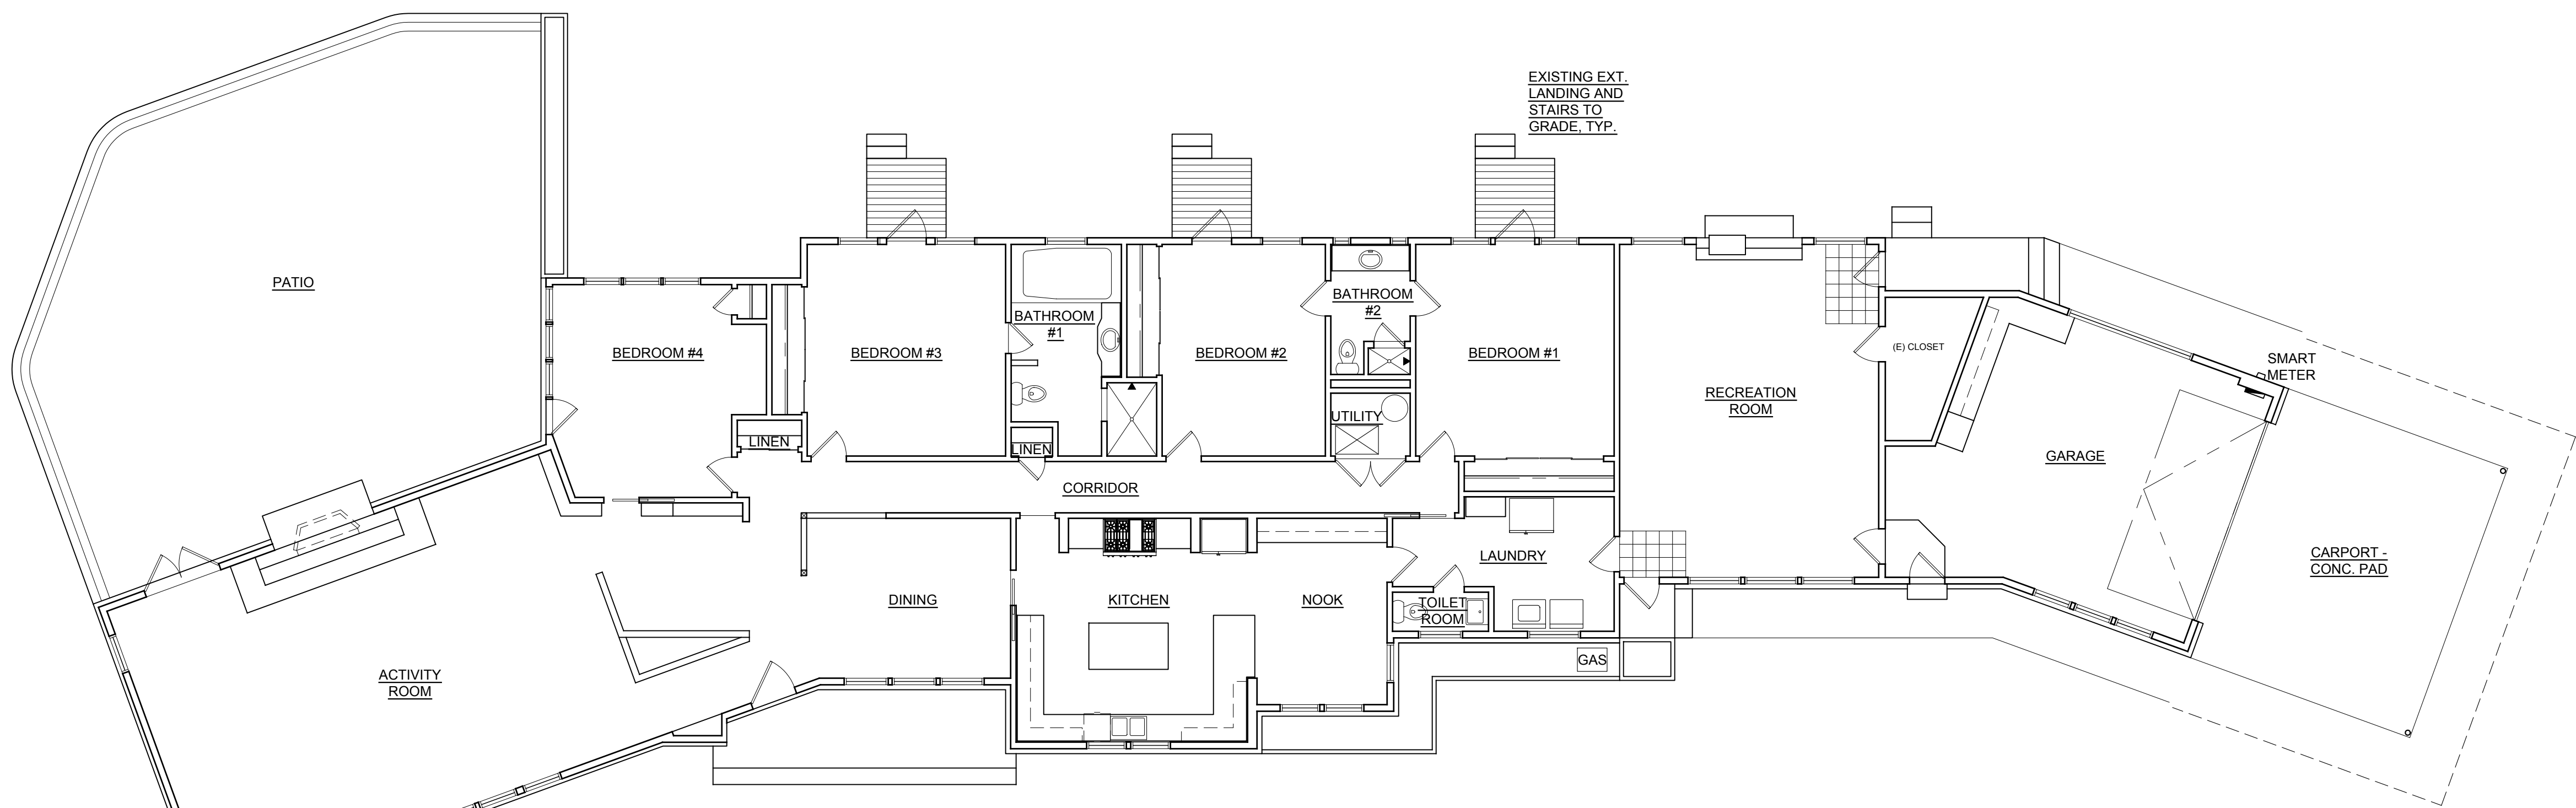 EXISTING EXT.
LANDING AND
STAIRS TO
GRADE, TYP.
PATIO
BEDROOM #4
BEDROOM #3
BATHROOM
#1
BEDROOM #2
BATHROOM
#2
BEDROOM #1
RECREATION
ROOM
(E) CLOSET
SMART
METER
GARAGE
CARPORT -
CONC. PAD
LINEN
LINEN
UTILITY
CORRIDOR
LAUNDRY
TOILET
ROOM
DINING
KITCHEN
NOOK
GAS
ACTIVITY
ROOM